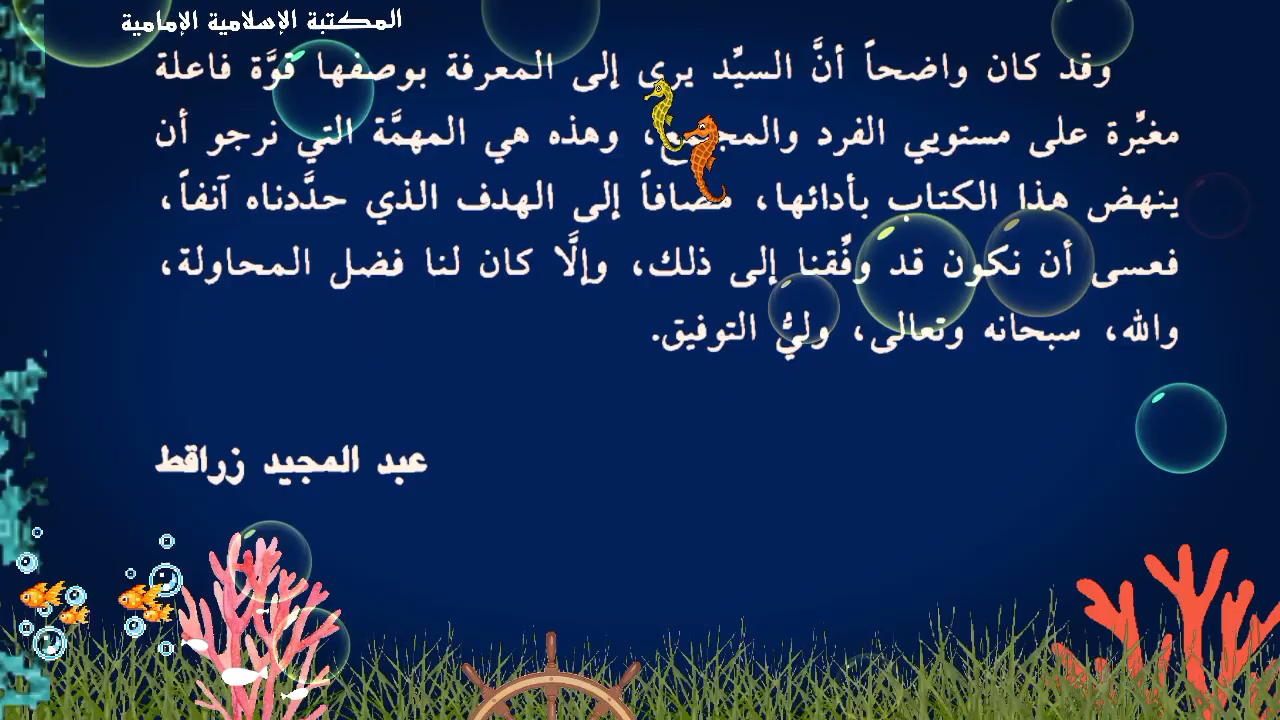 المكتبة الإسلامية الإمامية
وقد كان واضحاً أنَّ السيِّد يرى إلى المعرفة بوصفها قوَّة فاعلة
مغيِّرة على مستويي الفرد والمجتمع، وهذه هي المهمَّة التي نرجو أن
ينهض هذا الكتاب بأدائها، مضافاً إلى الهدف الذي حدَّدناه آنفاً،
فعسى أن نكون قد وفِّقنا إلى ذلك، وإلَّا كان لنا فضل المحاولة،
والله، سبحانه وتعالى، وليُّ التوفيق.
عبد المجيد زراقط